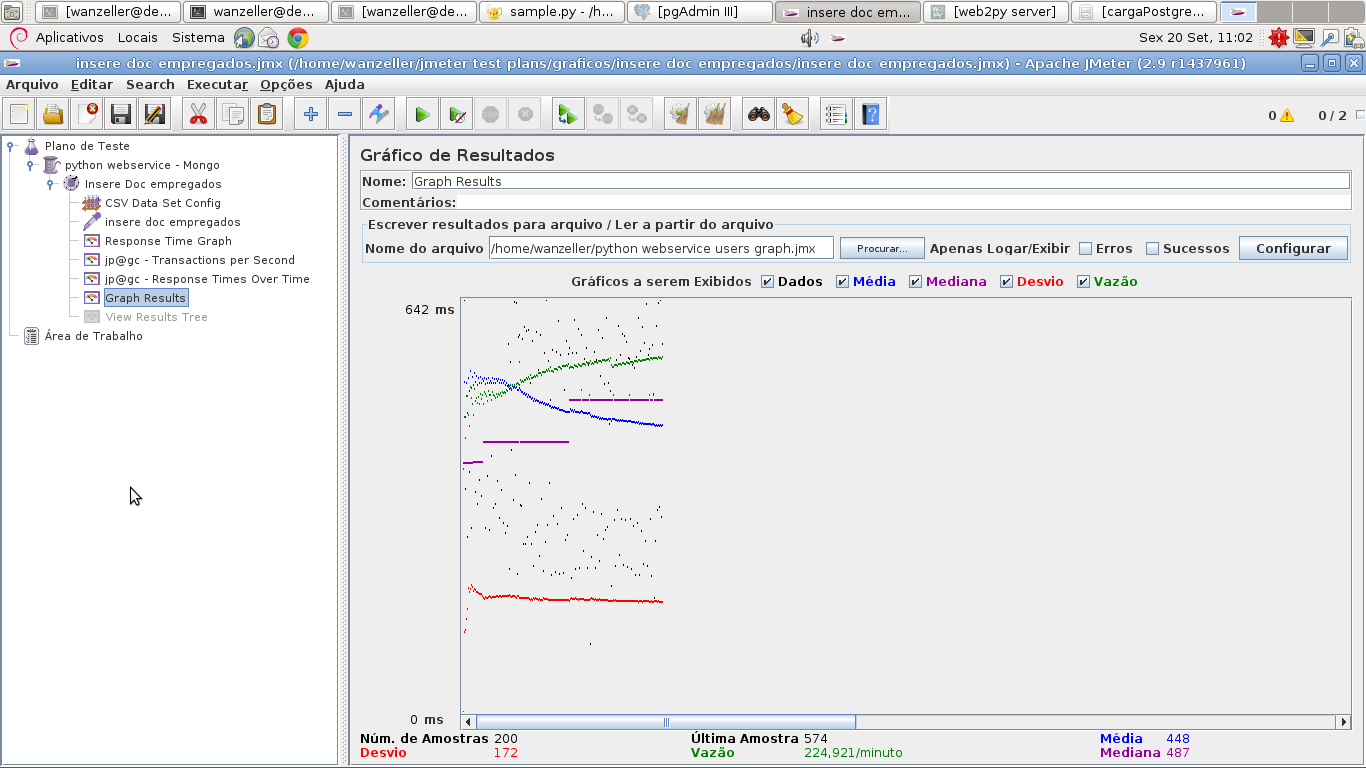 [wanzeller@de... wanzeller@de... [wanzeller@de... sample.py - /h... [pgAdmin III] insere doc em... [web2py server] [cargaPostgre...
Aplicativos Locais Sistema Sex 20 Set, 11:02
insere doc empregados.jmx (/home/wanzeller/jmeter test plans/graficos/insere doc empregados/insere doc empregados.jmx) - Apache JMeter (2.9 r1437961)
Arquivo Editar Search Executar Opções Ajuda
0 0 / 2
Plano de Teste
python webservice - Mongo
Insere Doc empregados
CSV Data Set Config
insere doc empregados
Response Time Graph
jp@gc - Transactions per Second
jp@gc - Response Times Over Time
Graph Results
View Results Tree
Área de Trabalho
Gráfico de Resultados
Nome: Graph Results
Comentários:
Escrever resultados para arquivo / Ler a partir do arquivo
Nome do arquivo /home/wanzeller/python webservice users graph.jmx Procurar... Apenas Logar/Exibir Erros Sucessos Configurar
Gráficos a serem Exibidos Dados Média Mediana Desvio Vazão
642 ms
0 ms
Núm. de Amostras 200 Última Amostra 574 Média 448
Desvio 172 Vazão 224,921/minuto Mediana 487